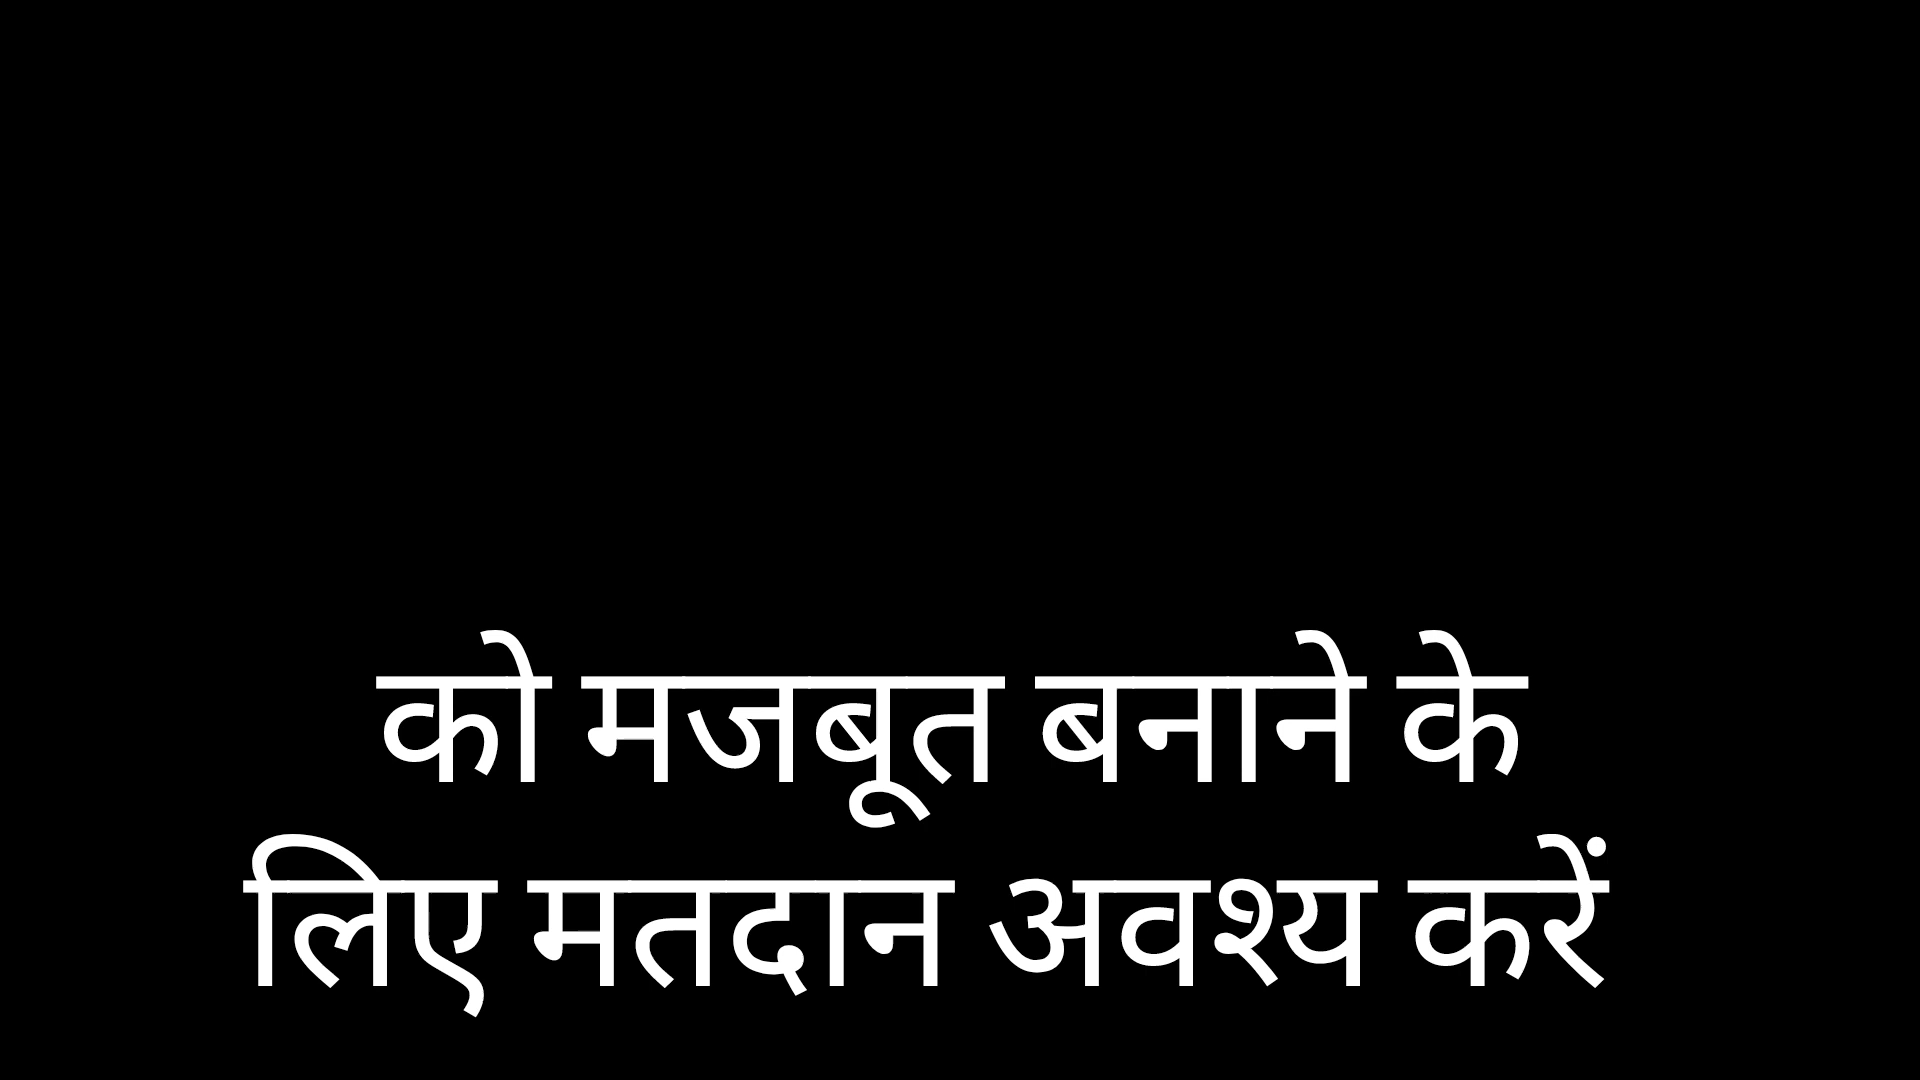 को मजबूत बनाने के
लिए मतदान अवश्य करें